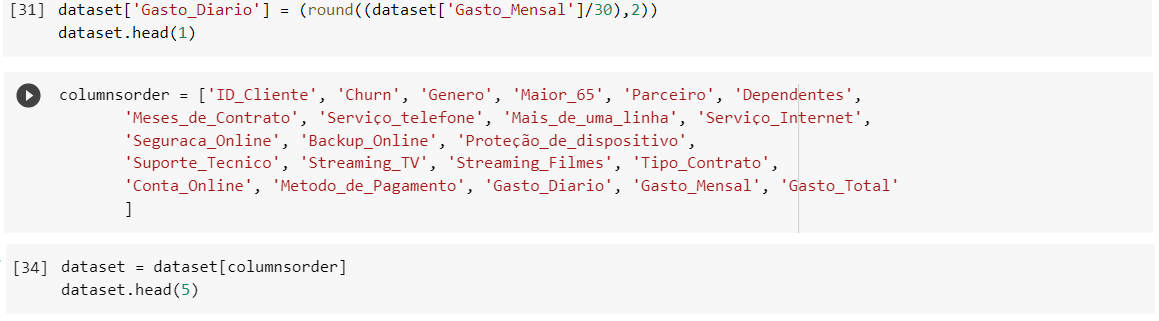 [31] dataset['Gasto_Diario'] = (round((dataset['Gasto_Mensal']/30),2))
dataset.head(1)
columnsorder = ['ID_Cliente', 'Churn', 'Genero', 'Maior_65', 'Parceiro', 'Dependentes',
'Meses_de_Contrato', 'Serviço_telefone', 'Mais_de_uma_linha', 'Serviço_Internet',
'Seguraca_Online', 'Backup_Online', 'Proteção_de_dispositivo',
'Suporte_Tecnico', 'Streaming_TV', 'Streaming_Filmes', 'Tipo_Contrato',
'Conta_Online', 'Metodo_de_Pagamento', 'Gasto_Diario', 'Gasto_Mensal', 'Gasto_Total'
]
[34] dataset = dataset[columnsorder]
dataset.head(5)